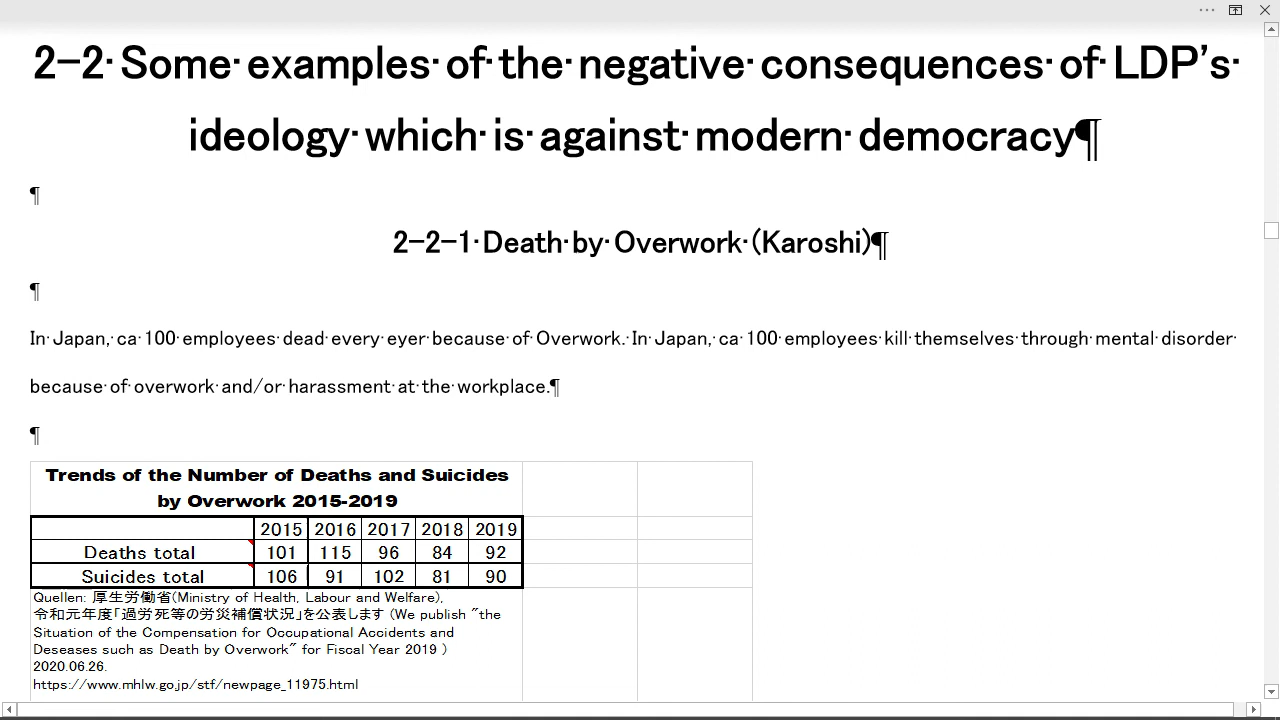 2-2 Some examples of the negative consequences of LDP's
ideology which is against modern democracy¶
¶
2-2-1 Death by Overwork (Karoshi)¶
¶
In Japan, ca 100 employees dead every eyer because of Overwork. In Japan, ca 100 employees kill themselves through mental disorder
because of overwork and/or harassment at the workplace.¶
¶
Trends of the Number of Deaths and Suicides
by Overwork 2015-2019
2015 2016 2017 2018 2019
Deaths total 101 115 96 84 92
Suicides total 106 91 102 81 90
Quellen: 厚生労働省(Ministry of Health, Labour and Welfare),
令和元年度「過労死等の労災補償状況」を公表します (We publish "the
Situation of the Compensation for Occupational Accidents and
Deseases such as Death by Overwork" for Fiscal Year 2019 )
2020.06.26.
https://www.mhlw.go.jp/stf/newpage_11975.html